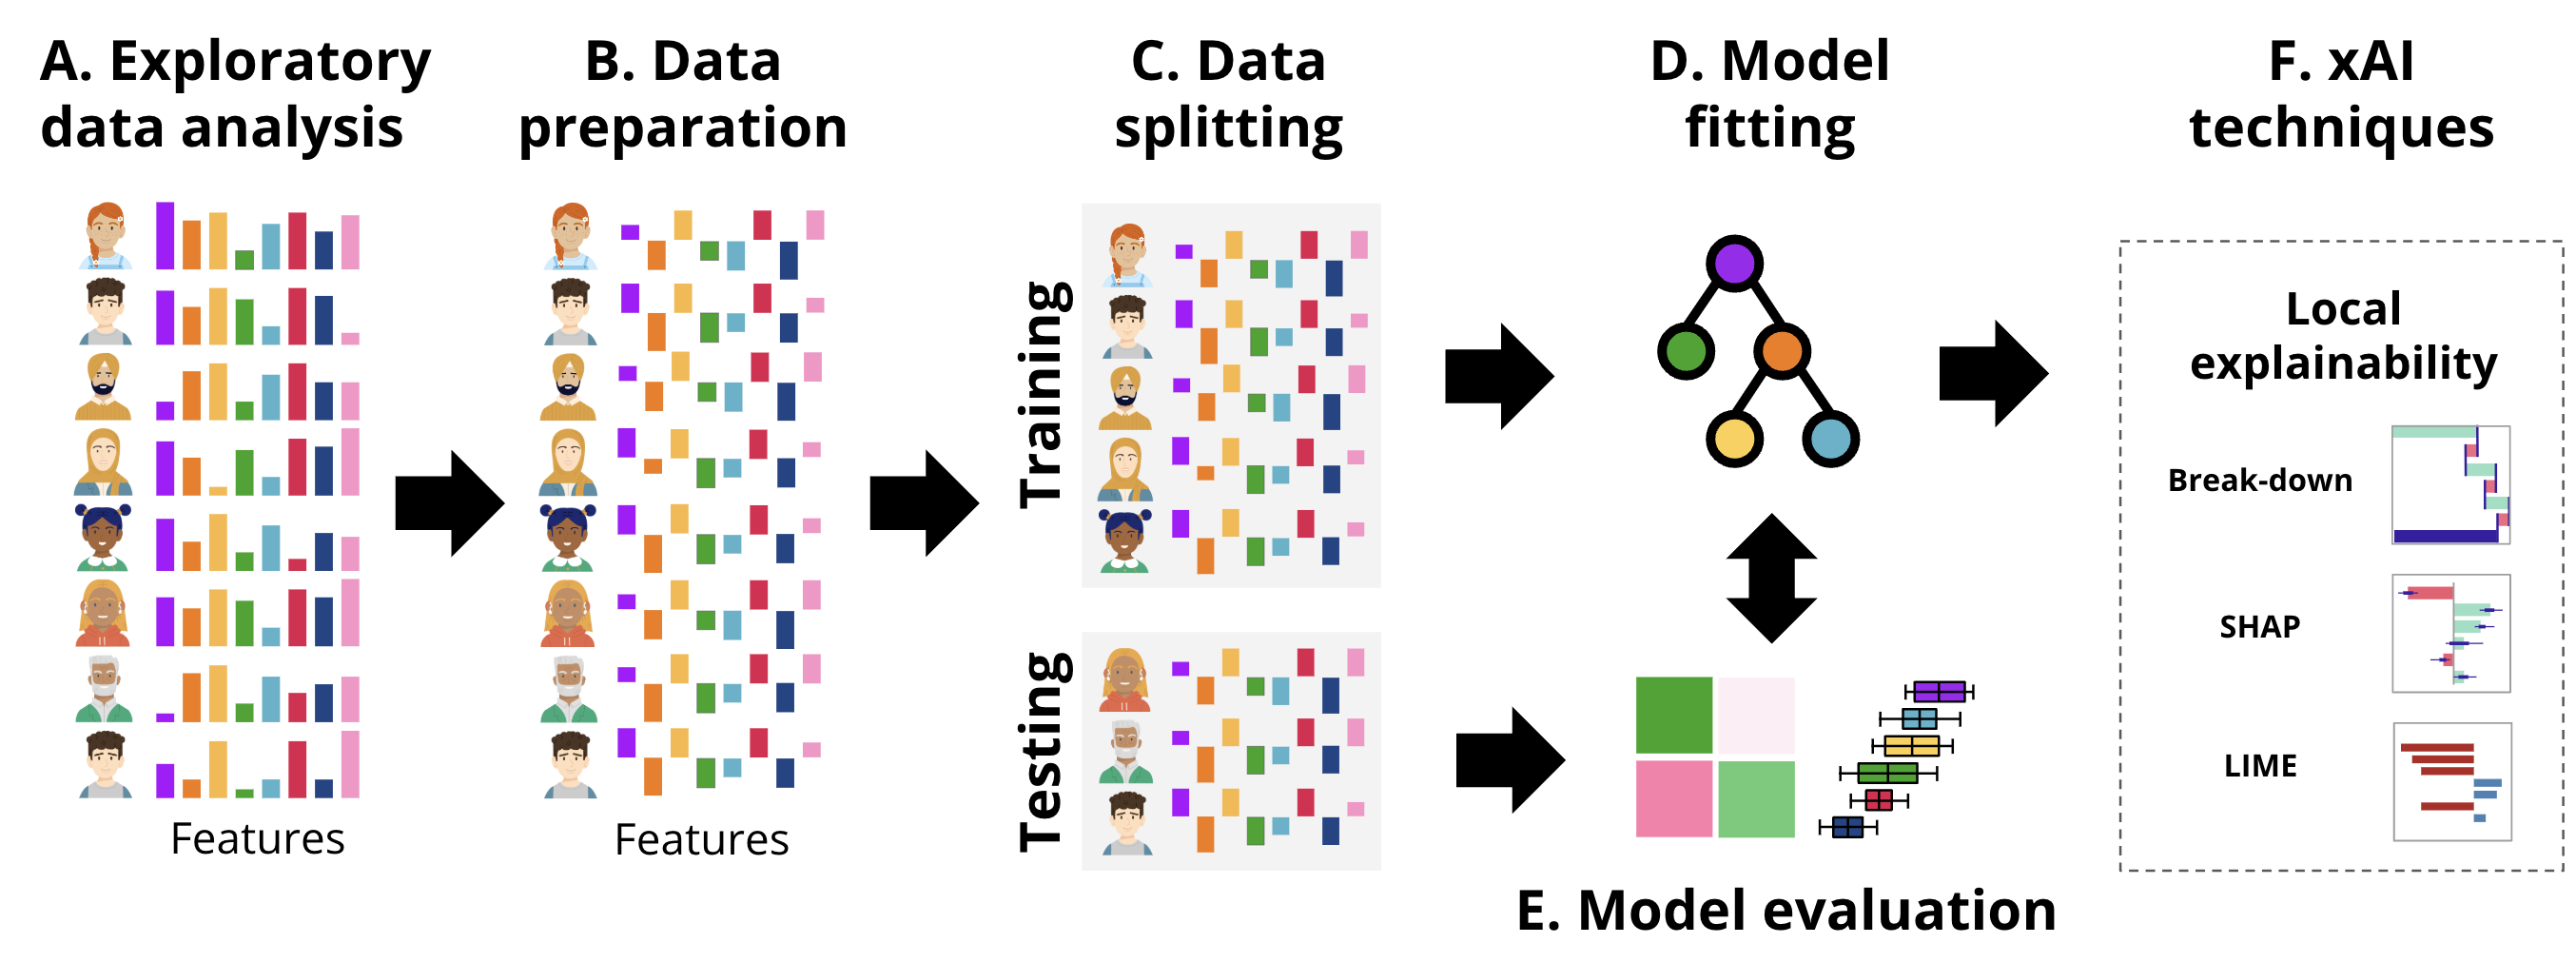 A. Exploratory
data analysis
B. Data
preparation
C. Data
splitting
D. Model
fitting
F. xAI
techniques
Features
Features
Training
Testing
E. Model evaluation
Local
explainability
Break-down
SHAP
LIME